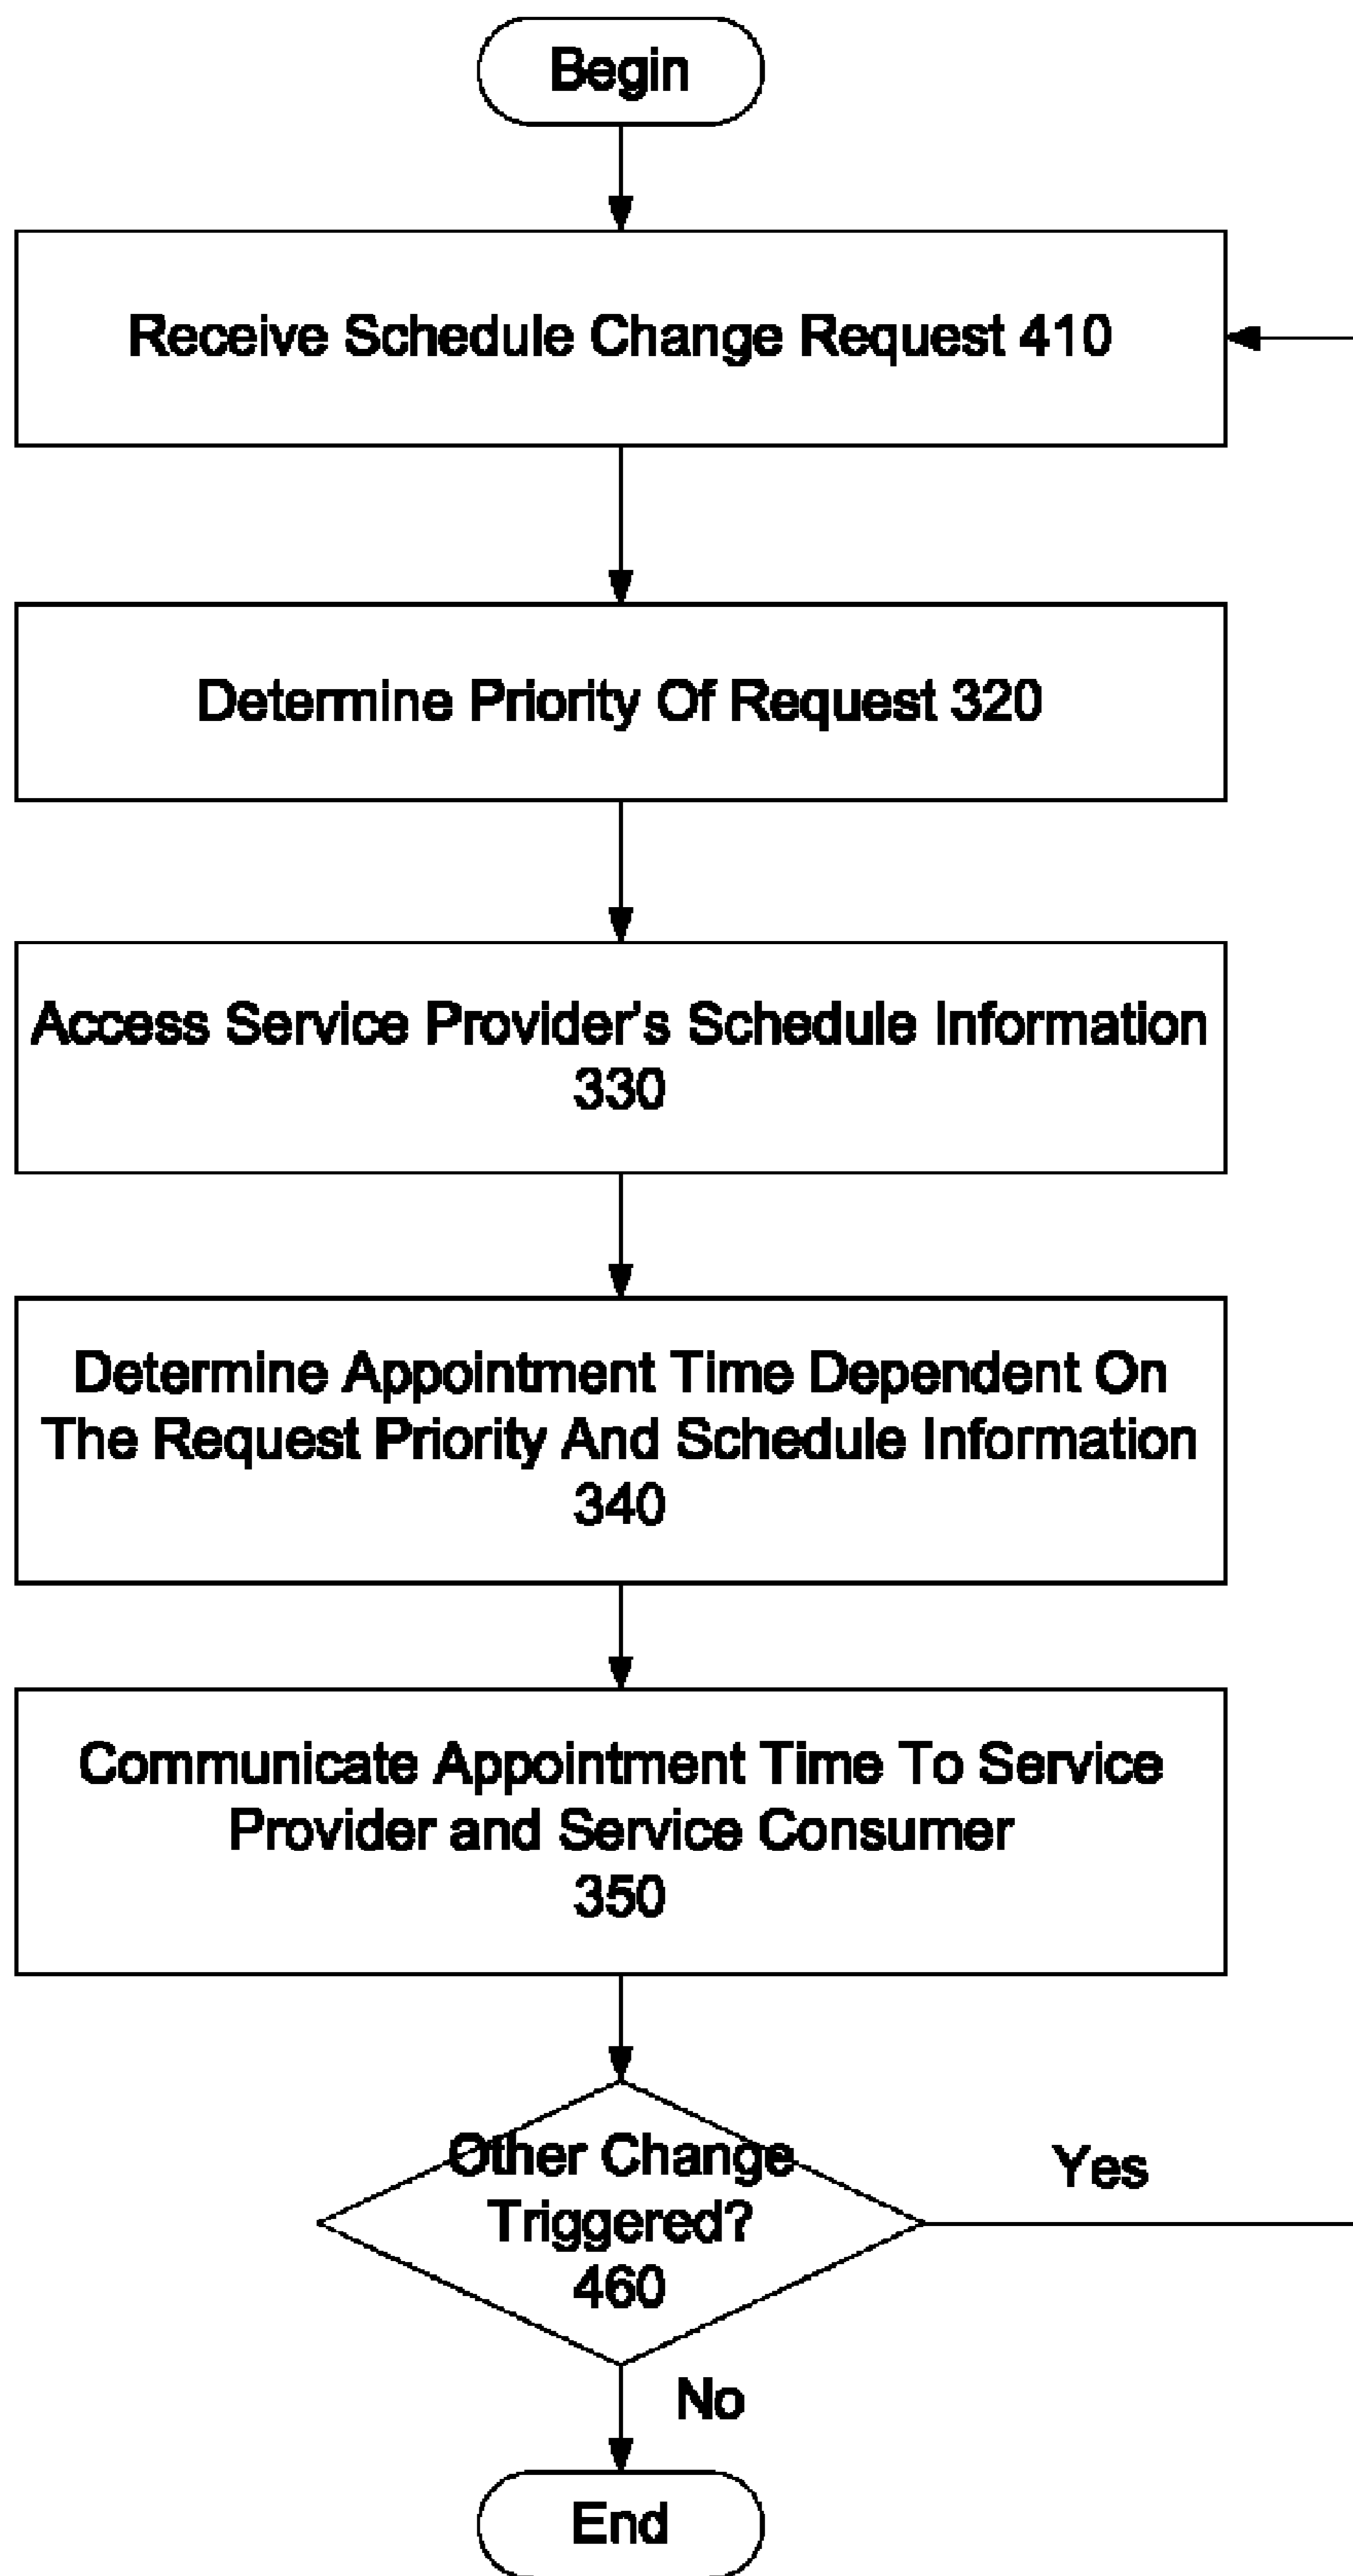 Begin
Receive Schedule Change Request 410
Determine Priority Of Request 320
Access Service Provider's Schedule Information
330
Determine Appointment Time Dependent On
The Request Priority And Schedule Information
340
Communicate Appointment Time To Service
Provider and Service Consumer
350
Other Change
Triggered?
460
Yes
No
End